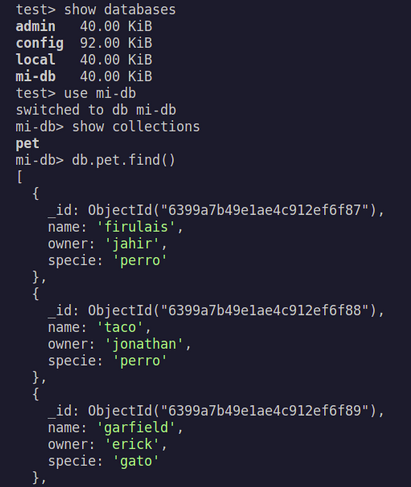 test> show databases
admin   40.00 KiB
config  92.00 KiB
local   40.00 KiB
mi-db   40.00 KiB
test> use mi-db
switched to db mi-db
mi-db> show collections
pet
mi-db> db.pet.find()
[
  {
    _id: ObjectId("6399a7b49e1ae4c912ef6f87"),
    name: 'firulais',
    owner: 'jahir',
    specie: 'perro'
  },
  {
    _id: ObjectId("6399a7b49e1ae4c912ef6f88"),
    name: 'taco',
    owner: 'jonathan',
    specie: 'perro'
  },
  {
    _id: ObjectId("6399a7b49e1ae4c912ef6f89"),
    name: 'garfield',
    owner: 'erick',
    specie: 'gato'
  },